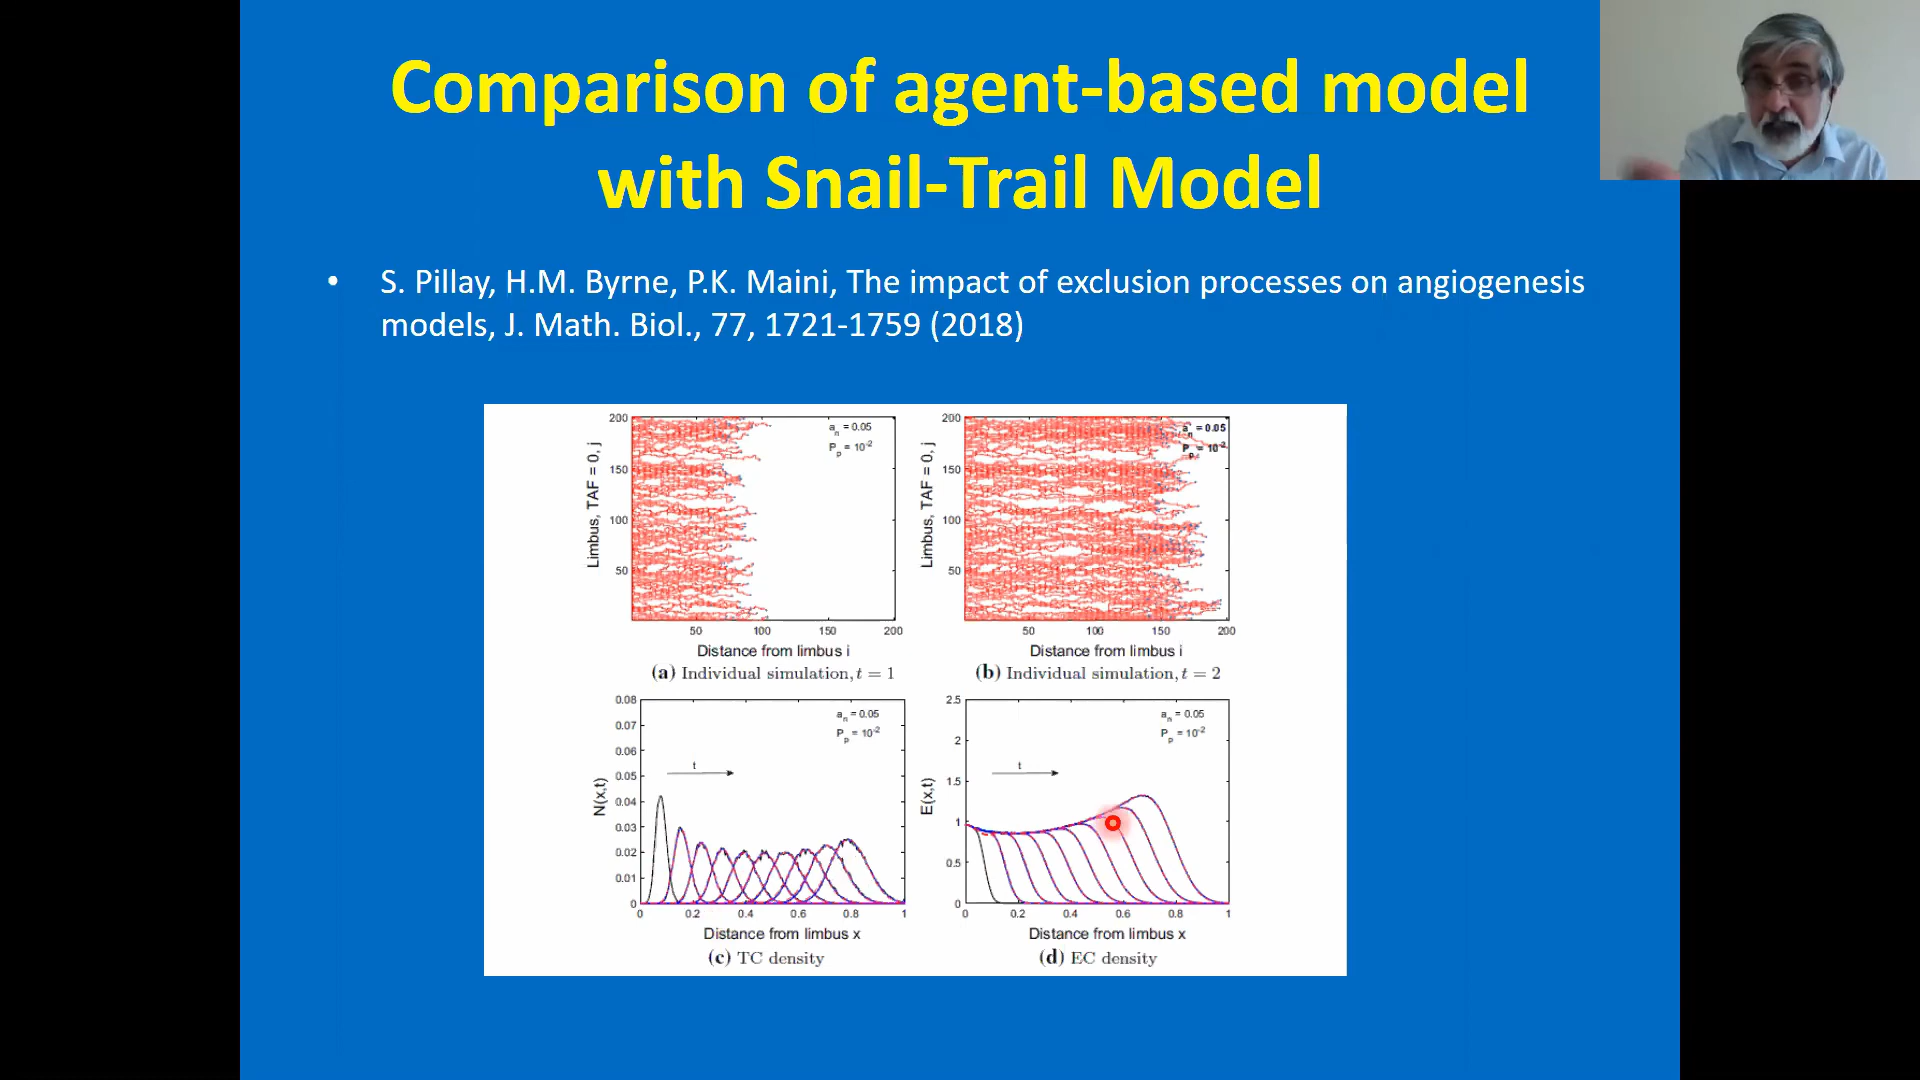 Comparison of agent-based model
with Snail-Trail Model
• S. Pillay, H.M. Byrne, P.K. Maini, The impact of exclusion processes on angiogenesis
models, J. Math. Biol., 77, 1721-1759 (2018)
200
150
100
50
Limbus, TAF = 0, j
a_n = 0.05
P_p = 10^-2
50 100 150 200
Distance from limbus i
(a) Individual simulation, t = 1
200
150
100
50
Limbus, TAF = 0, j
a_n = 0.05
P_p = 10^-2
50 100 150 200
Distance from limbus i
(b) Individual simulation, t = 2
0.08
0.07
0.06
0.05
0.04
0.03
0.02
0.01
0
N(x,t)
t
a_n = 0.05
P_p = 10^-2
0 0.2 0.4 0.6 0.8 1
Distance from limbus x
(c) TC density
2.5
2
1.5
1
0.5
0
E(x,t)
t
a_n = 0.05
P_p = 10^-2
0 0.2 0.4 0.6 0.8 1
Distance from limbus x
(d) EC density